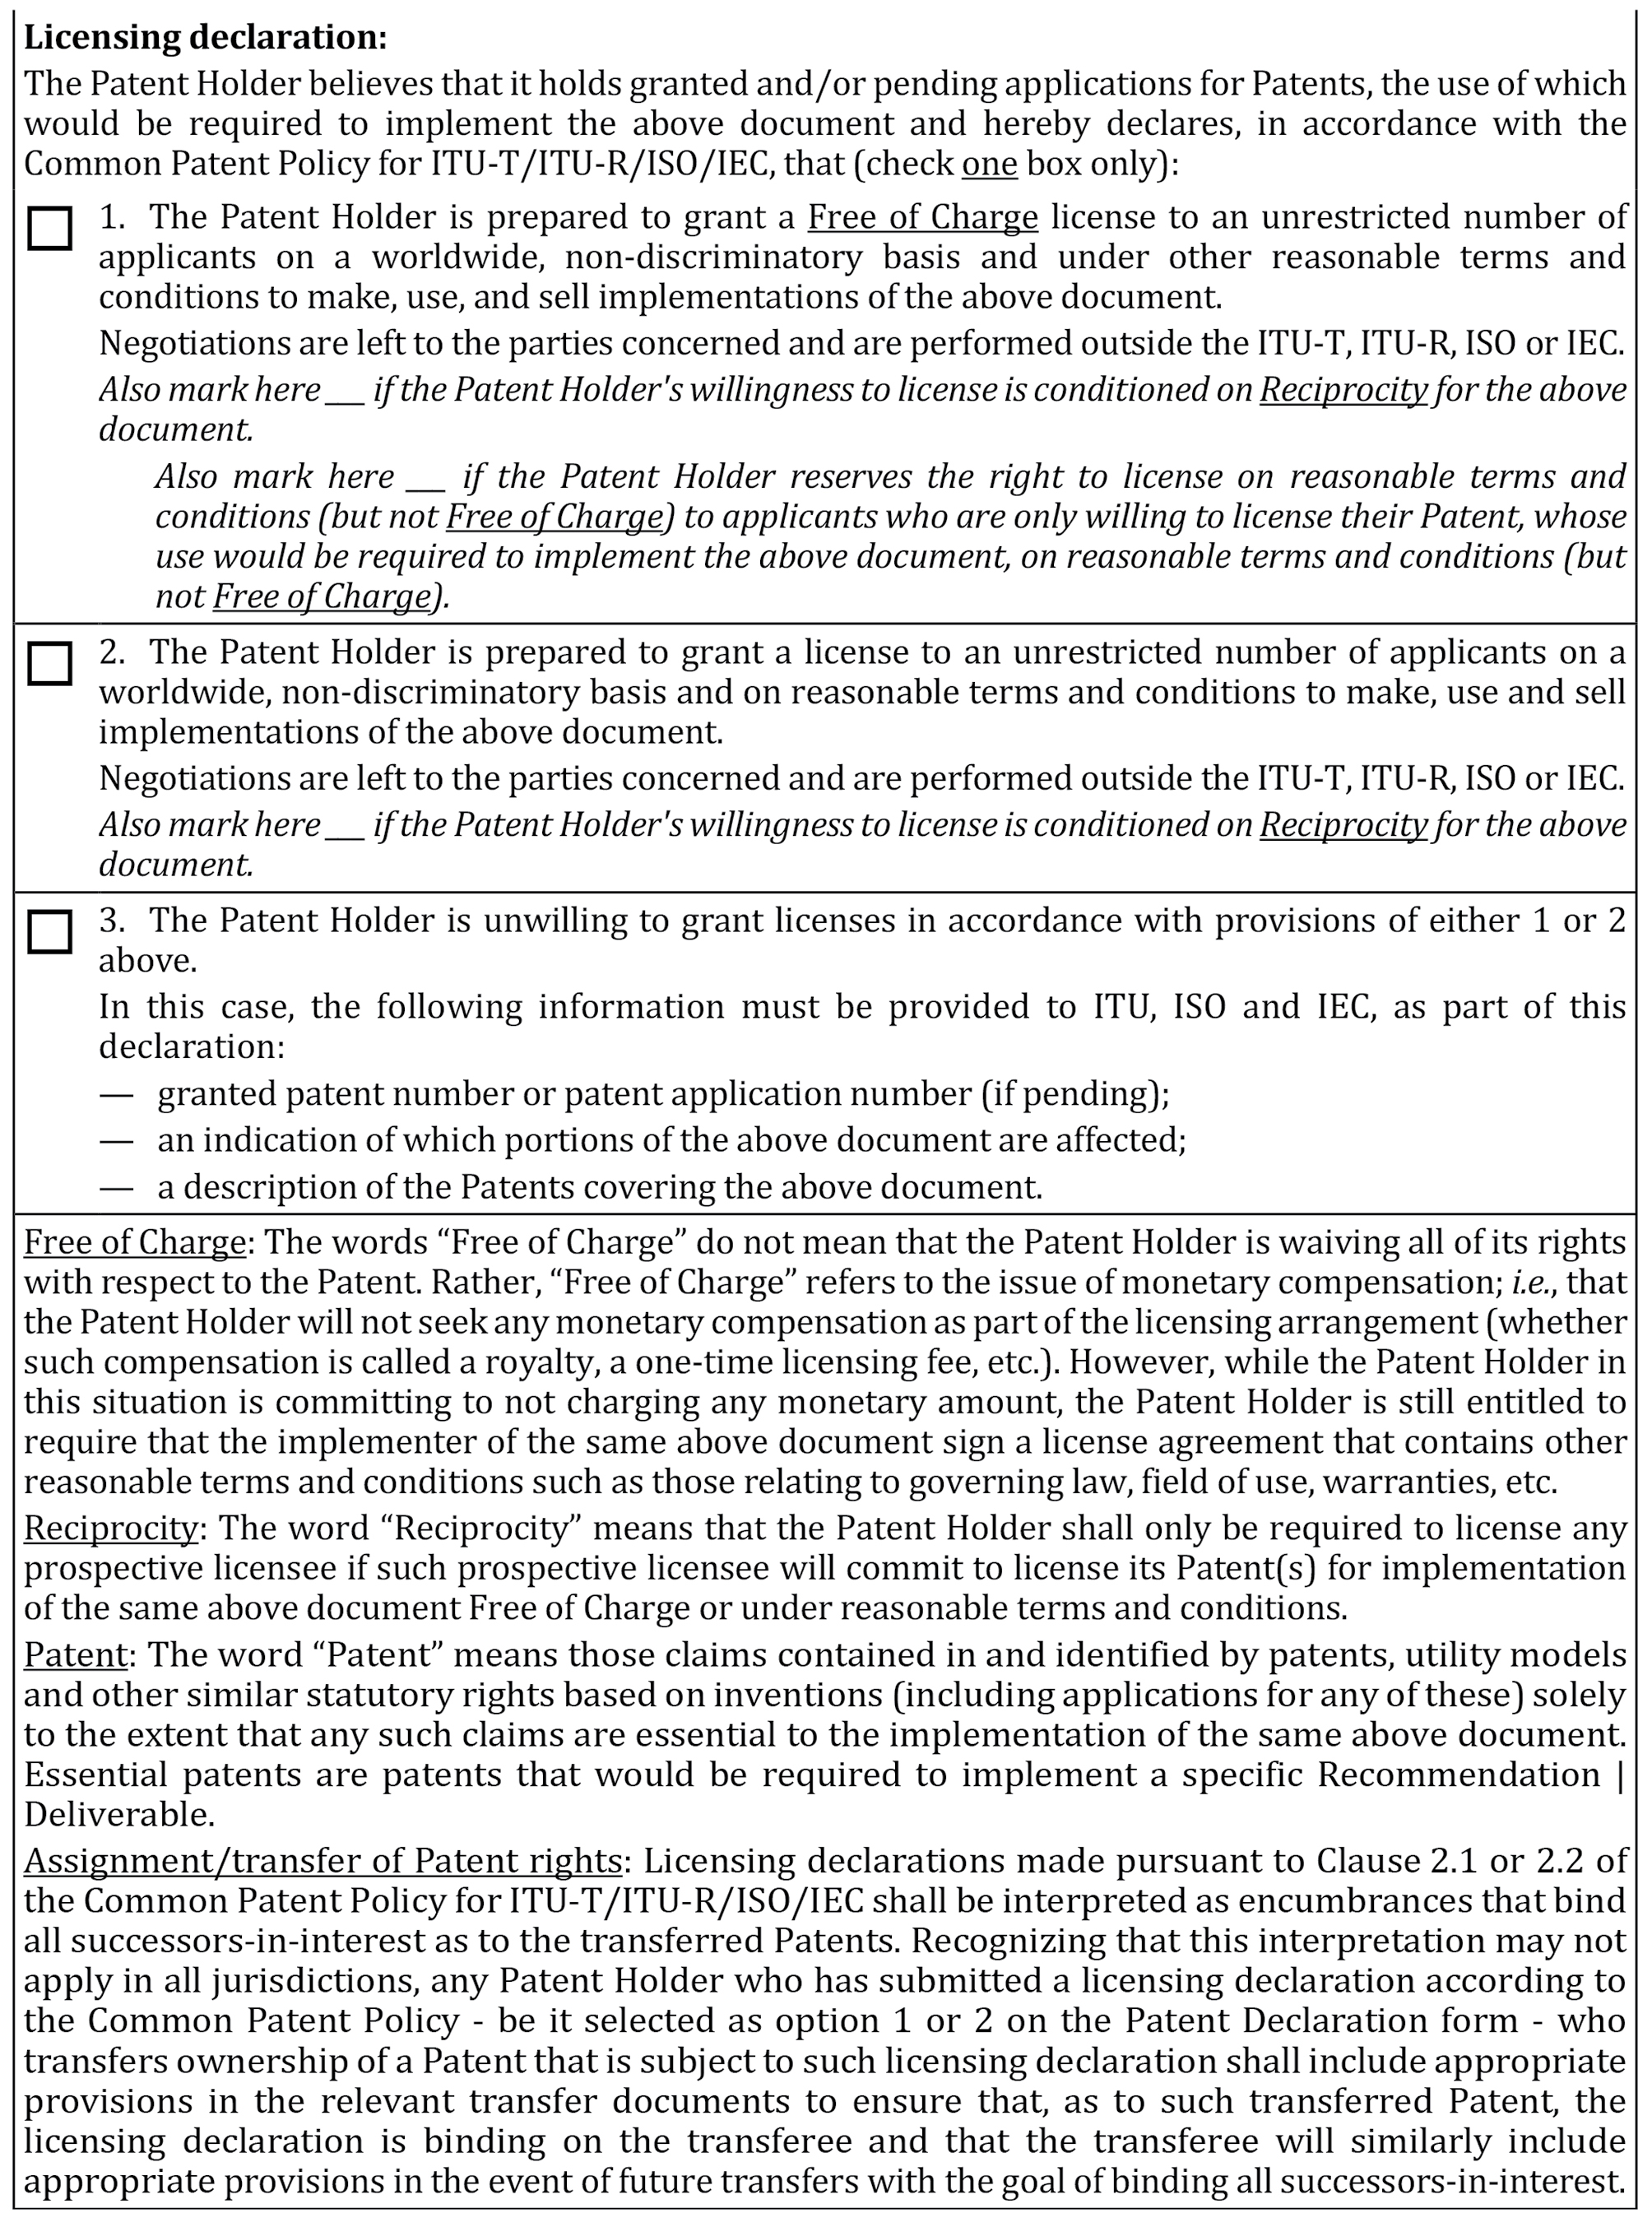 Licensing declaration:
The Patent Holder believes that it holds granted and/or pending applications for Patents, the use of which
would be required to implement the above document and hereby declares, in accordance with the
Common Patent Policy for ITU-T/ITU-R/ISO/IEC, that (check one box only):
1. The Patent Holder is prepared to grant a Free of Charge license to an unrestricted number of
applicants on a worldwide, non-discriminatory basis and under other reasonable terms and
conditions to make, use, and sell implementations of the above document.
Negotiations are left to the parties concerned and are performed outside the ITU-T, ITU-R, ISO or IEC.
Also mark here ___ if the Patent Holder's willingness to license is conditioned on Reciprocity for the above
document.
Also mark here ___ if the Patent Holder reserves the right to license on reasonable terms and
conditions (but not Free of Charge) to applicants who are only willing to license their Patent, whose
use would be required to implement the above document, on reasonable terms and conditions (but
not Free of Charge).
2. The Patent Holder is prepared to grant a license to an unrestricted number of applicants on a
worldwide, non-discriminatory basis and on reasonable terms and conditions to make, use and sell
implementations of the above document.
Negotiations are left to the parties concerned and are performed outside the ITU-T, ITU-R, ISO or IEC.
Also mark here ___ if the Patent Holder's willingness to license is conditioned on Reciprocity for the above
document.
3. The Patent Holder is unwilling to grant licenses in accordance with provisions of either 1 or 2
above.
In this case, the following information must be provided to ITU, ISO and IEC, as part of this
declaration:
— granted patent number or patent application number (if pending);
— an indication of which portions of the above document are affected;
— a description of the Patents covering the above document.
Free of Charge: The words “Free of Charge” do not mean that the Patent Holder is waiving all of its rights
with respect to the Patent. Rather, “Free of Charge” refers to the issue of monetary compensation; i.e., that
the Patent Holder will not seek any monetary compensation as part of the licensing arrangement (whether
such compensation is called a royalty, a one-time licensing fee, etc.). However, while the Patent Holder in
this situation is committing to not charging any monetary amount, the Patent Holder is still entitled to
require that the implementer of the same above document sign a license agreement that contains other
reasonable terms and conditions such as those relating to governing law, field of use, warranties, etc.
Reciprocity: The word “Reciprocity” means that the Patent Holder shall only be required to license any
prospective licensee if such prospective licensee will commit to license its Patent(s) for implementation
of the same above document Free of Charge or under reasonable terms and conditions.
Patent: The word “Patent” means those claims contained in and identified by patents, utility models
and other similar statutory rights based on inventions (including applications for any of these) solely
to the extent that any such claims are essential to the implementation of the same above document.
Essential patents are patents that would be required to implement a specific Recommendation |
Deliverable.
Assignment/transfer of Patent rights: Licensing declarations made pursuant to Clause 2.1 or 2.2 of
the Common Patent Policy for ITU-T/ITU-R/ISO/IEC shall be interpreted as encumbrances that bind
all successors-in-interest as to the transferred Patents. Recognizing that this interpretation may not
apply in all jurisdictions, any Patent Holder who has submitted a licensing declaration according to
the Common Patent Policy - be it selected as option 1 or 2 on the Patent Declaration form - who
transfers ownership of a Patent that is subject to such licensing declaration shall include appropriate
provisions in the relevant transfer documents to ensure that, as to such transferred Patent, the
licensing declaration is binding on the transferee and that the transferee will similarly include
appropriate provisions in the event of future transfers with the goal of binding all successors-in-interest.